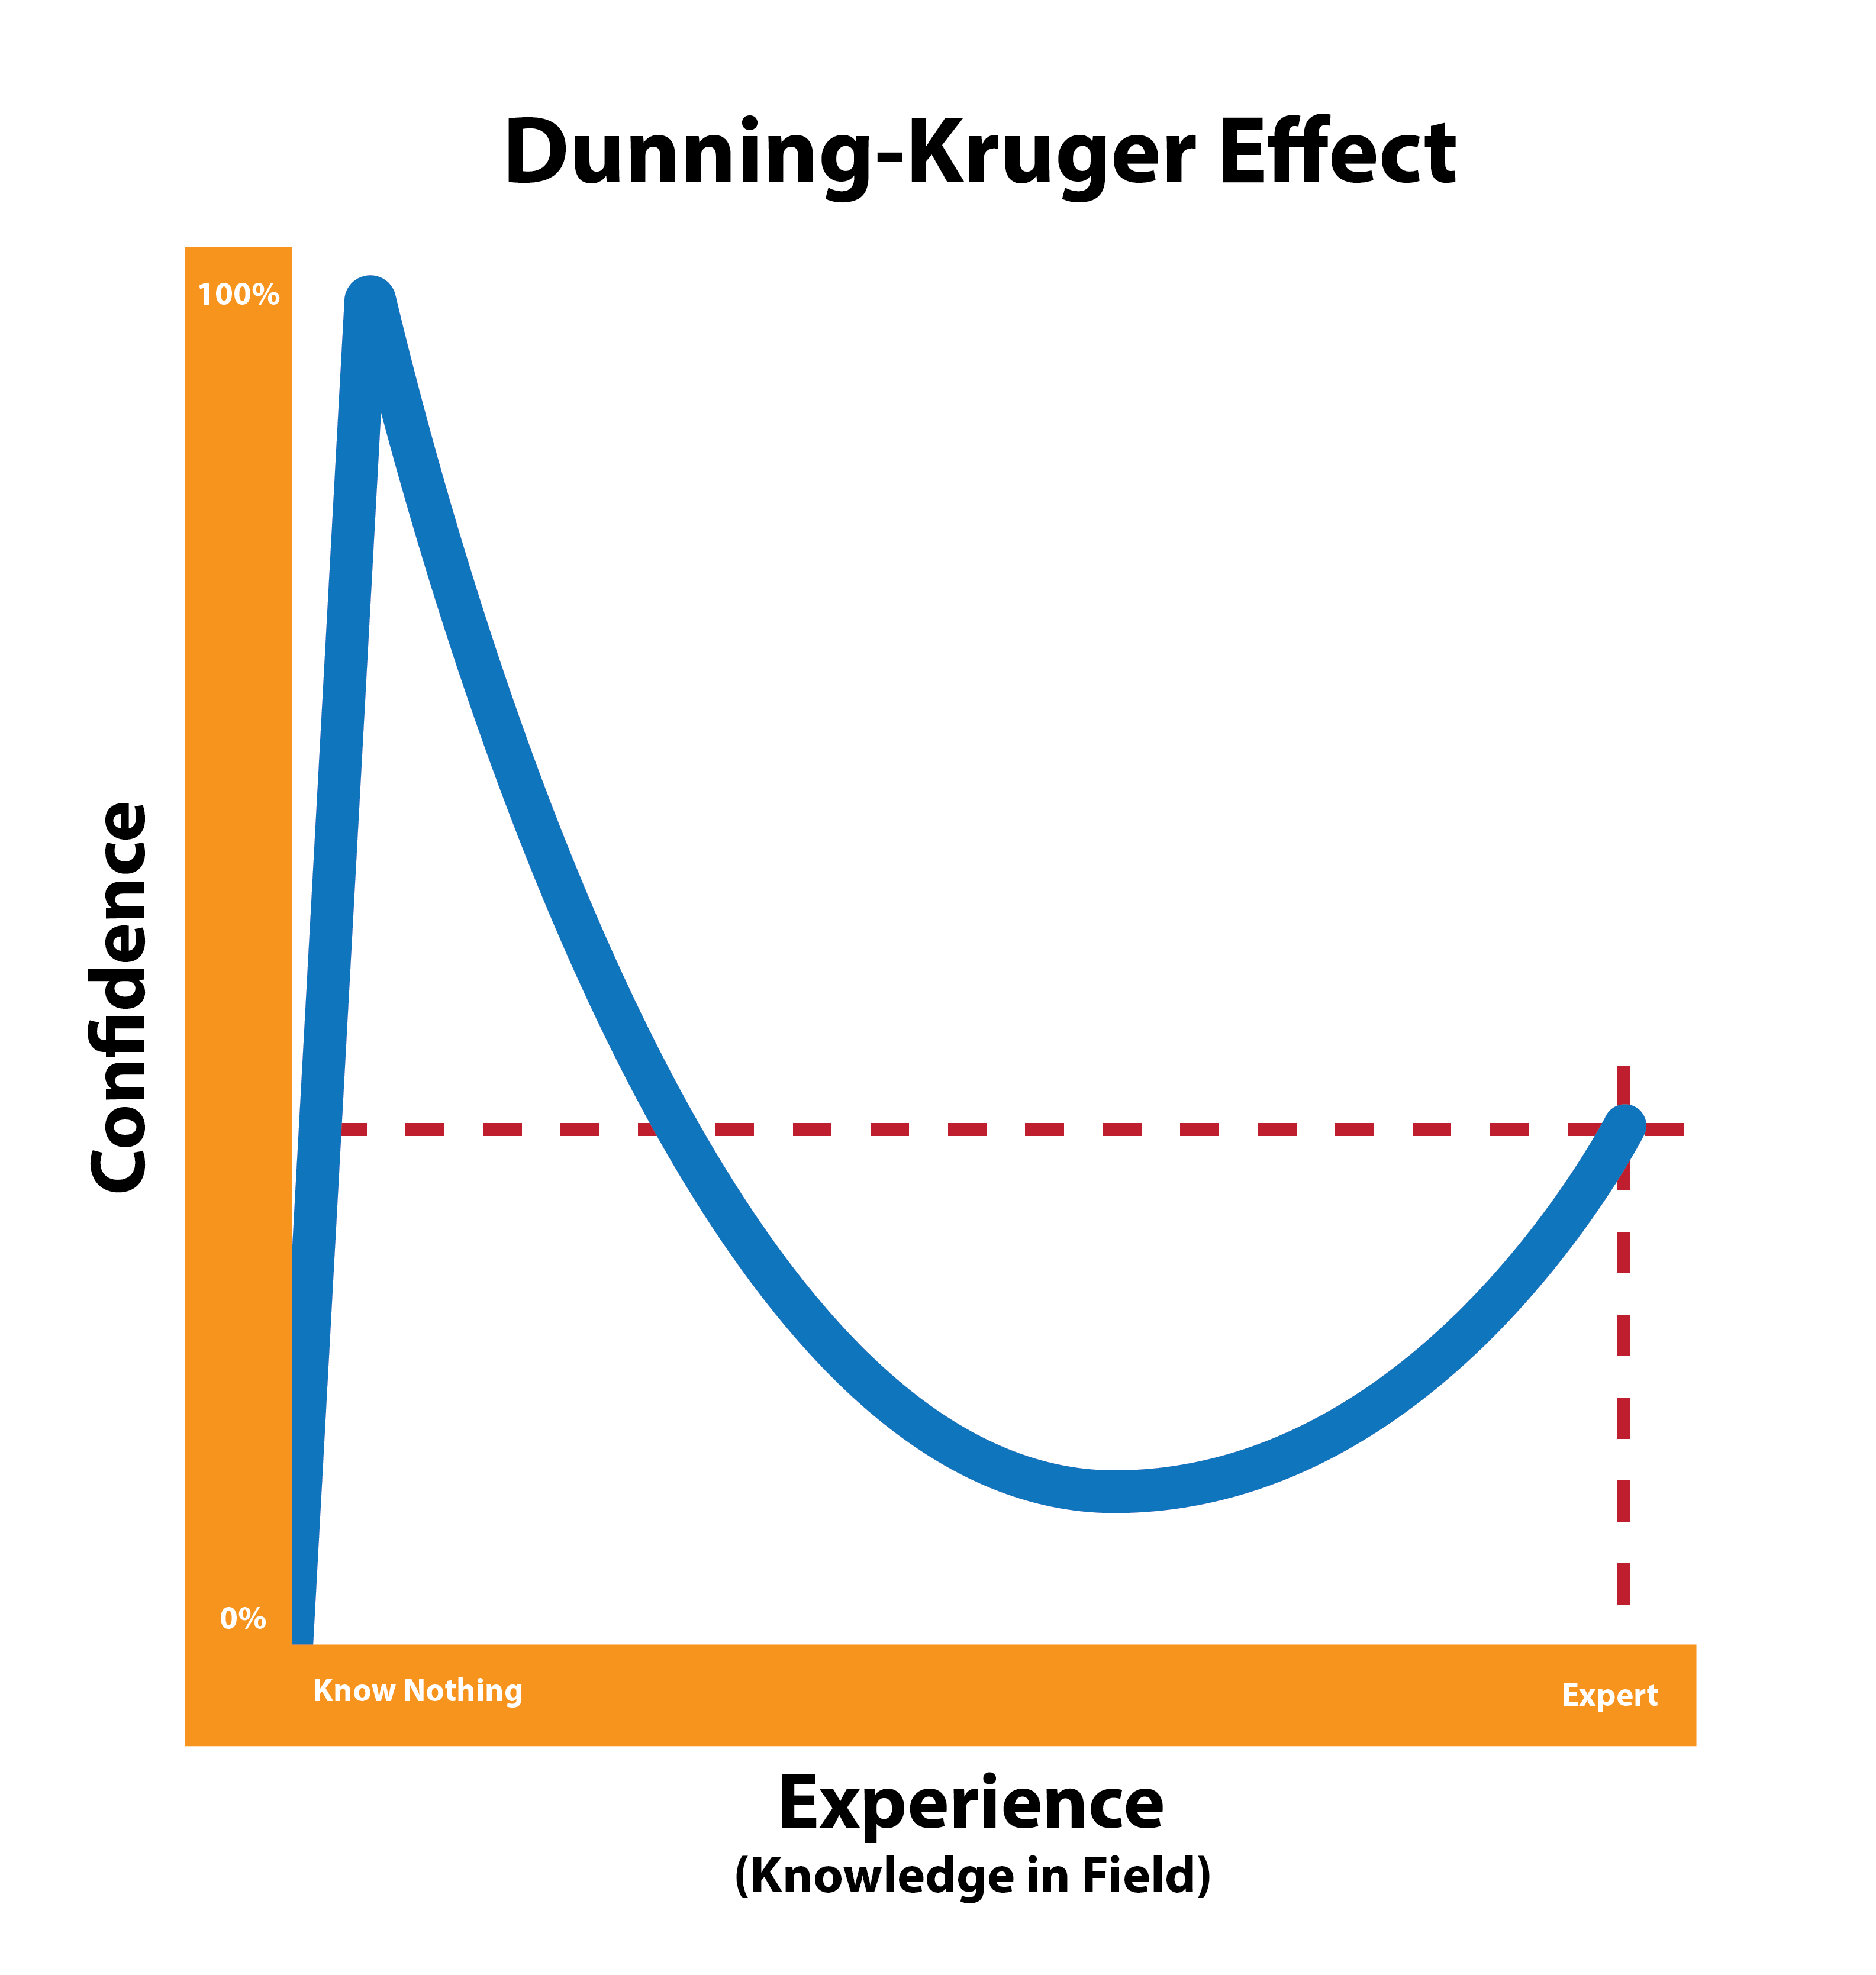 Dunning-Kruger Effect
100%
Confidence
0%
Know Nothing
Expert
Experience
(Knowledge in Field)